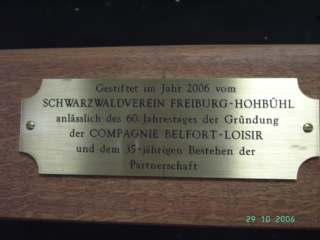 Gestiftet im Jahr 2006 vom
SCHWARZWALDVEREIN FREIBURG-HOHBÜHL
anlässlich des 60. Jahrestages der Gründung
der COMPAGNIE BELFORT-LOISIR
und dem 35-jährigen Bestehen der
Partnerschaft
29 10 2006